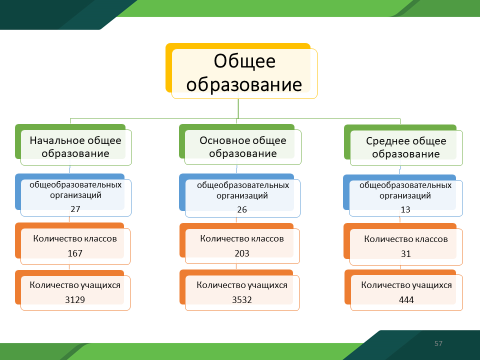 Общее
образование
Начальное общее
образование
общеобразовательных
организаций
27
Количество классов
167
Количество учащихся
3129
Основное общее
образование
общеобразовательных
организаций
26
Количество классов
203
Количество учащихся
3532
Среднее общее
образование
общеобразовательных
организаций
13
Количество классов
31
Количество учащихся
444
57